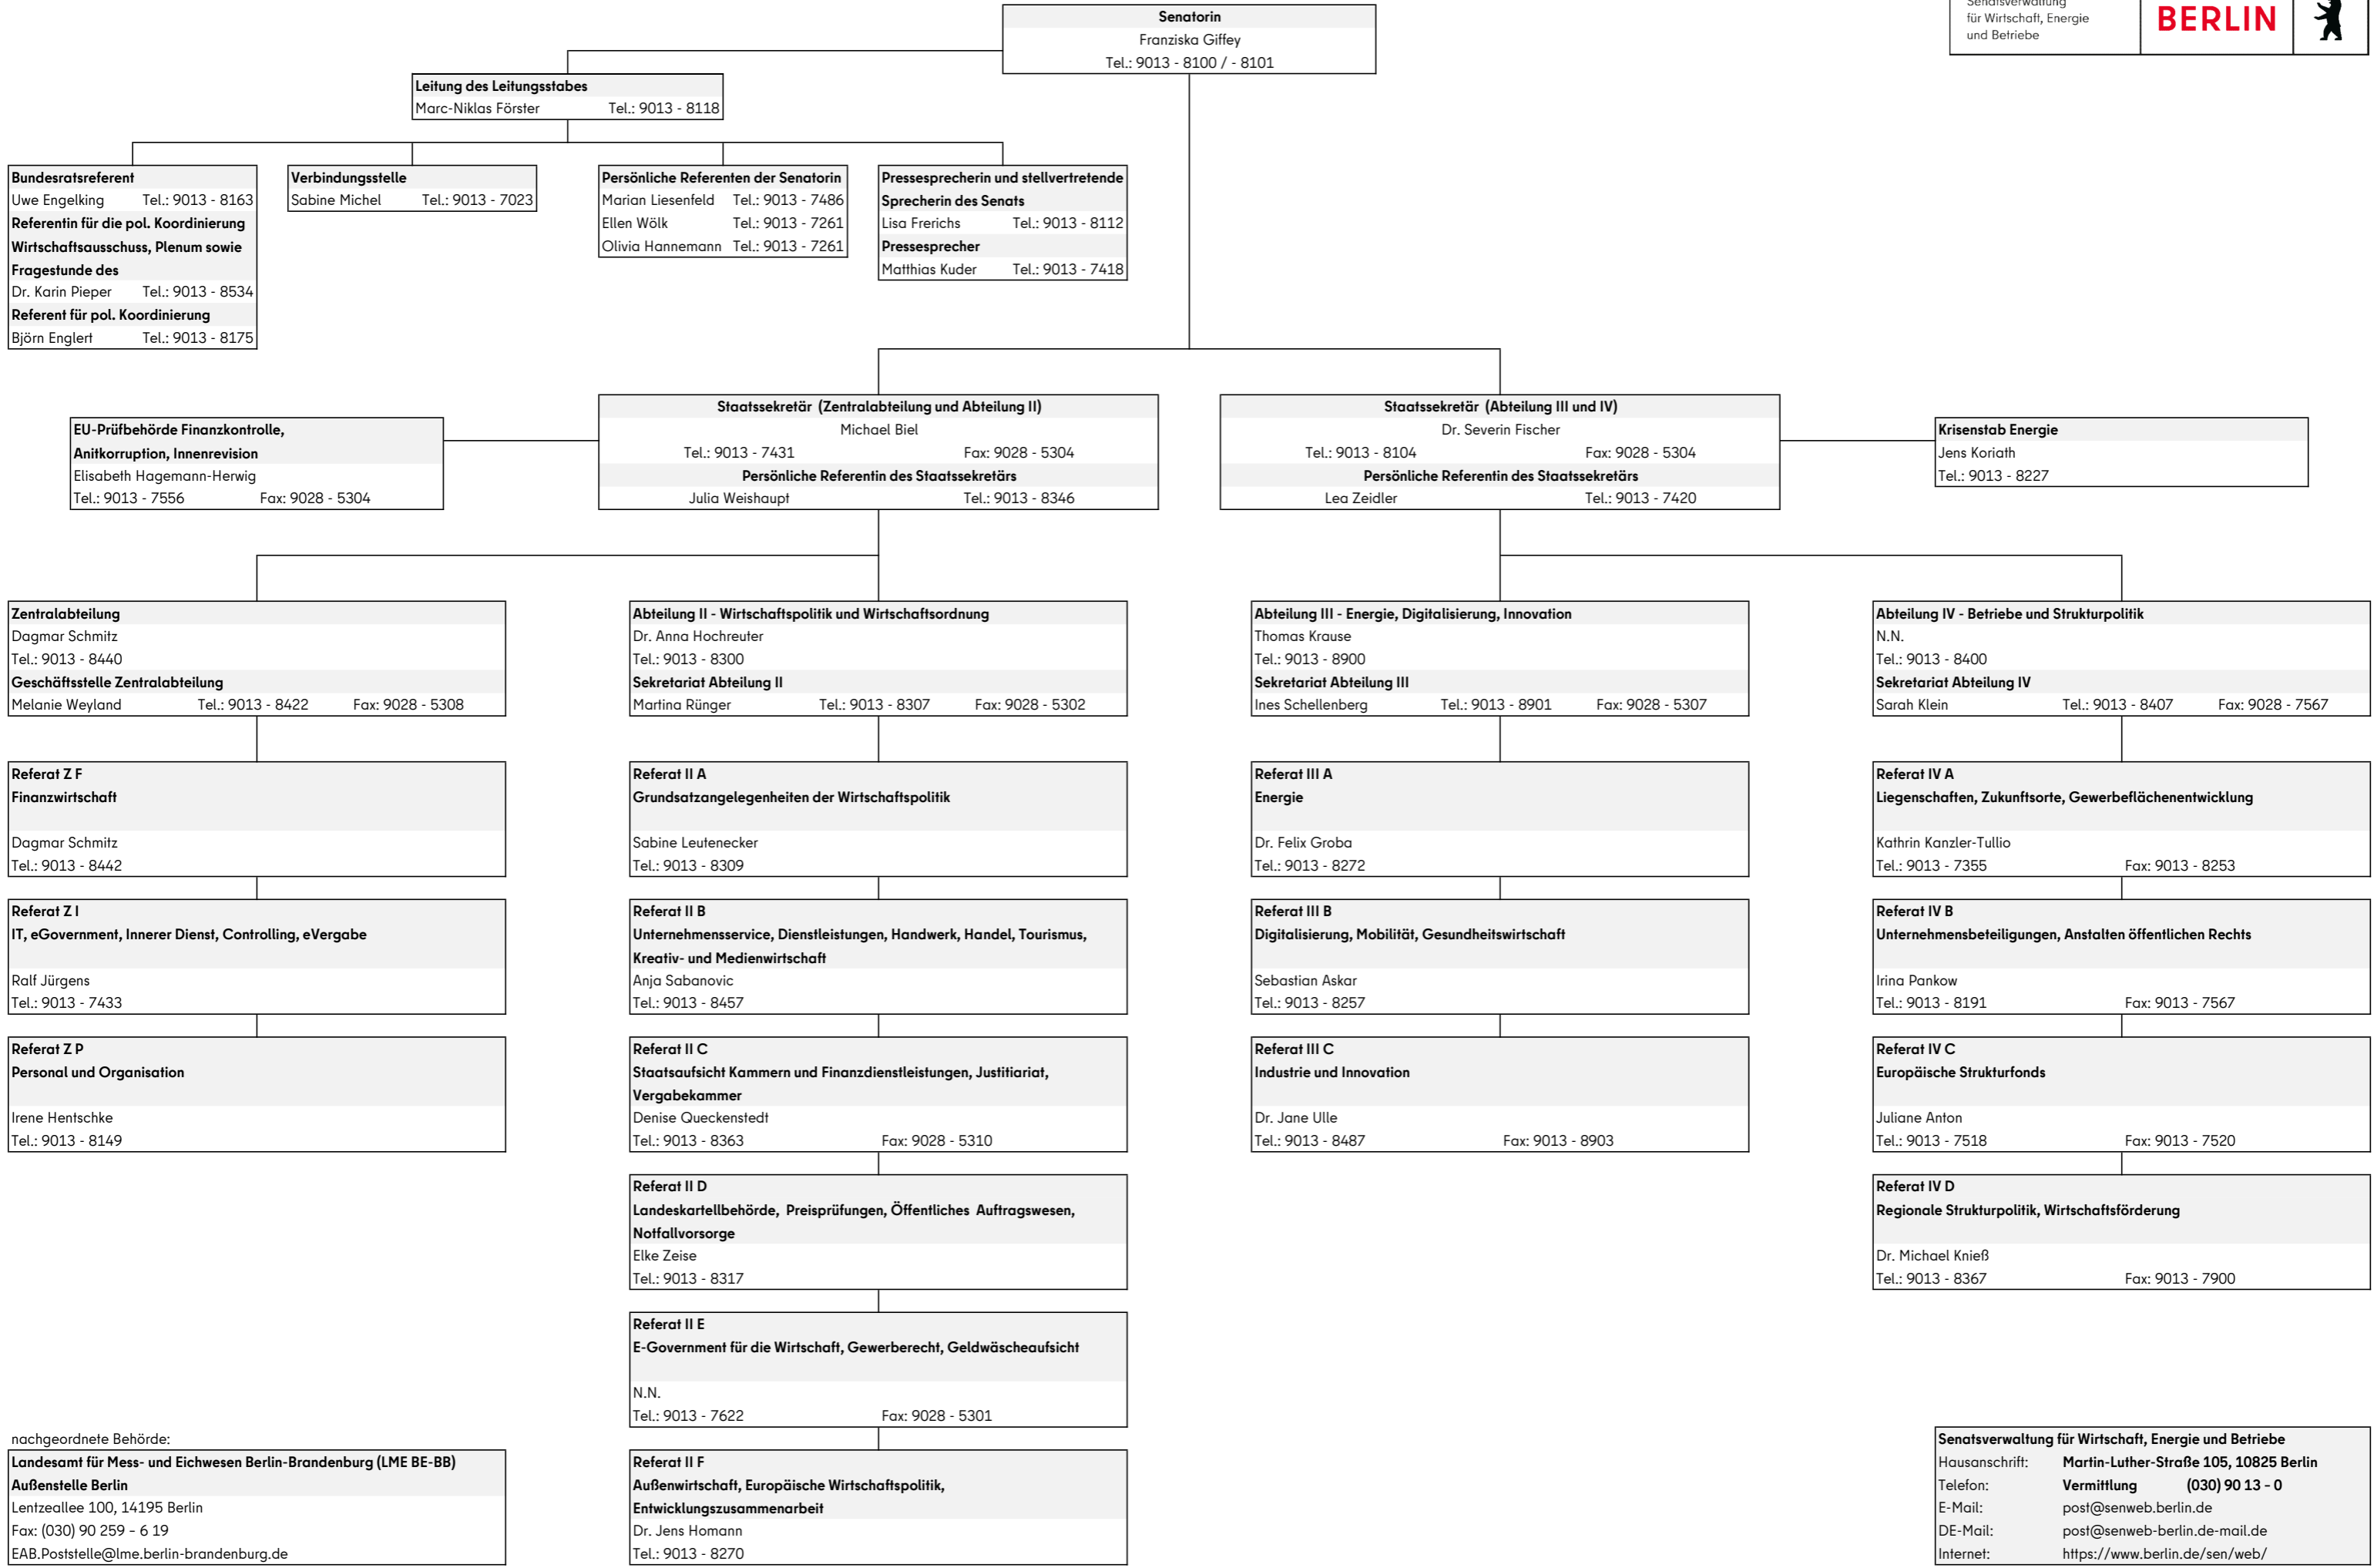 Senatorin
Franziska Giffey
Tel.: 9013 - 8100 / - 8101
Senatsverwaltung
für Wirtschaft, Energie
und Betriebe
BERLIN
Leitung des Leitungsstabes
Marc-Niklas Förster Tel.: 9013 - 8118
Bundesratsreferent
Uwe Engelking Tel.: 9013 - 8163
Referentin für die pol. Koordinierung
Wirtschaftsausschuss, Plenum sowie
Fragestunde des
Dr. Karin Pieper Tel.: 9013 - 8534
Referent für pol. Koordinierung
Björn Englert Tel.: 9013 - 8175
Verbindungsstelle
Sabine Michel Tel.: 9013 - 7023
Persönliche Referenten der Senatorin
Marian Liesenfeld Tel.: 9013 - 7486
Ellen Wölk Tel.: 9013 - 7261
Olivia Hannemann Tel.: 9013 - 7261
Pressesprecherin und stellvertretende
Sprecherin des Senats
Lisa Frerichs Tel.: 9013 - 8112
Pressesprecher
Matthias Kuder Tel.: 9013 - 7418
EU-Prüfbehörde Finanzkontrolle,
Anitkorruption, Innenrevision
Elisabeth Hagemann-Herwig
Tel.: 9013 - 7556 Fax: 9028 - 5304
Staatssekretär (Zentralabteilung und Abteilung II)
Michael Biel
Tel.: 9013 - 7431 Fax: 9028 - 5304
Persönliche Referentin des Staatssekretärs
Julia Weishaupt Tel.: 9013 - 8346
Staatssekretär (Abteilung III und IV)
Dr. Severin Fischer
Tel.: 9013 - 8104 Fax: 9028 - 5304
Persönliche Referentin des Staatssekretärs
Lea Zeidler Tel.: 9013 - 7420
Krisenstab Energie
Jens Koriath
Tel.: 9013 - 8227
Zentralabteilung
Dagmar Schmitz
Tel.: 9013 - 8440
Geschäftsstelle Zentralabteilung
Melanie Weyland Tel.: 9013 - 8422 Fax: 9028 - 5308
Referat Z F
Finanzwirtschaft
Dagmar Schmitz
Tel.: 9013 - 8442
Referat Z I
IT, eGovernment, Innerer Dienst, Controlling, eVergabe
Ralf Jürgens
Tel.: 9013 - 7433
Referat Z P
Personal und Organisation
Irene Hentschke
Tel.: 9013 - 8149
Abteilung II - Wirtschaftspolitik und Wirtschaftsordnung
Dr. Anna Hochreuter
Tel.: 9013 - 8300
Sekretariat Abteilung II
Martina Rünger Tel.: 9013 - 8307 Fax: 9028 - 5302
Referat II A
Grundsatzangelegenheiten der Wirtschaftspolitik
Sabine Leutenecker
Tel.: 9013 - 8309
Referat II B
Unternehmensservice, Dienstleistungen, Handwerk, Handel, Tourismus,
Kreativ- und Medienwirtschaft
Anja Sabanovic
Tel.: 9013 - 8457
Referat II C
Staatsaufsicht Kammern und Finanzdienstleistungen, Justitiariat,
Vergabekammer
Denise Queckenstedt
Tel.: 9013 - 8363 Fax: 9028 - 5310
Referat II D
Landeskartellbehörde, Preisprüfungen, Öffentliches Auftragswesen,
Notfallvorsorge
Elke Zeise
Tel.: 9013 - 8317
Referat II E
E-Government für die Wirtschaft, Gewerberecht, Geldwäscheaufsicht
N.N.
Tel.: 9013 - 7622 Fax: 9028 - 5301
Referat II F
Außenwirtschaft, Europäische Wirtschaftspolitik,
Entwicklungszusammenarbeit
Dr. Jens Homann
Tel.: 9013 - 8270
Abteilung III - Energie, Digitalisierung, Innovation
Thomas Krause
Tel.: 9013 - 8900
Sekretariat Abteilung III
Ines Schellenberg Tel.: 9013 - 8901 Fax: 9028 - 5307
Referat III A
Energie
Dr. Felix Groba
Tel.: 9013 - 8272
Referat III B
Digitalisierung, Mobilität, Gesundheitswirtschaft
Sebastian Askar
Tel.: 9013 - 8257
Referat III C
Industrie und Innovation
Dr. Jane Ulle
Tel.: 9013 - 8487 Fax: 9013 - 8903
Abteilung IV - Betriebe und Strukturpolitik
N.N.
Tel.: 9013 - 8400
Sekretariat Abteilung IV
Sarah Klein Tel.: 9013 - 8407 Fax: 9028 - 7567
Referat IV A
Liegenschaften, Zukunftsorte, Gewerbeflächenentwicklung
Kathrin Kanzler-Tullio
Tel.: 9013 - 7355 Fax: 9013 - 8253
Referat IV B
Unternehmensbeteiligungen, Anstalten öffentlichen Rechts
Irina Pankow
Tel.: 9013 - 8191 Fax: 9013 - 7567
Referat IV C
Europäische Strukturfonds
Juliane Anton
Tel.: 9013 - 7518 Fax: 9013 - 7520
Referat IV D
Regionale Strukturpolitik, Wirtschaftsförderung
Dr. Michael Knieß
Tel.: 9013 - 8367 Fax: 9013 - 7900
nachgeordnete Behörde:
Landesamt für Mess- und Eichwesen Berlin-Brandenburg (LME BE-BB)
Außenstelle Berlin
Lentzeallee 100, 14195 Berlin
Fax: (030) 90 259 – 6 19
EAB.Poststelle@lme.berlin-brandenburg.de
Senatsverwaltung für Wirtschaft, Energie und Betriebe
Hausanschrift: Martin-Luther-Straße 105, 10825 Berlin
Telefon: Vermittlung (030) 90 13 – 0
E-Mail: post@senweb.berlin.de
DE-Mail: post@senweb-berlin.de-mail.de
Internet: https://www.berlin.de/sen/web/